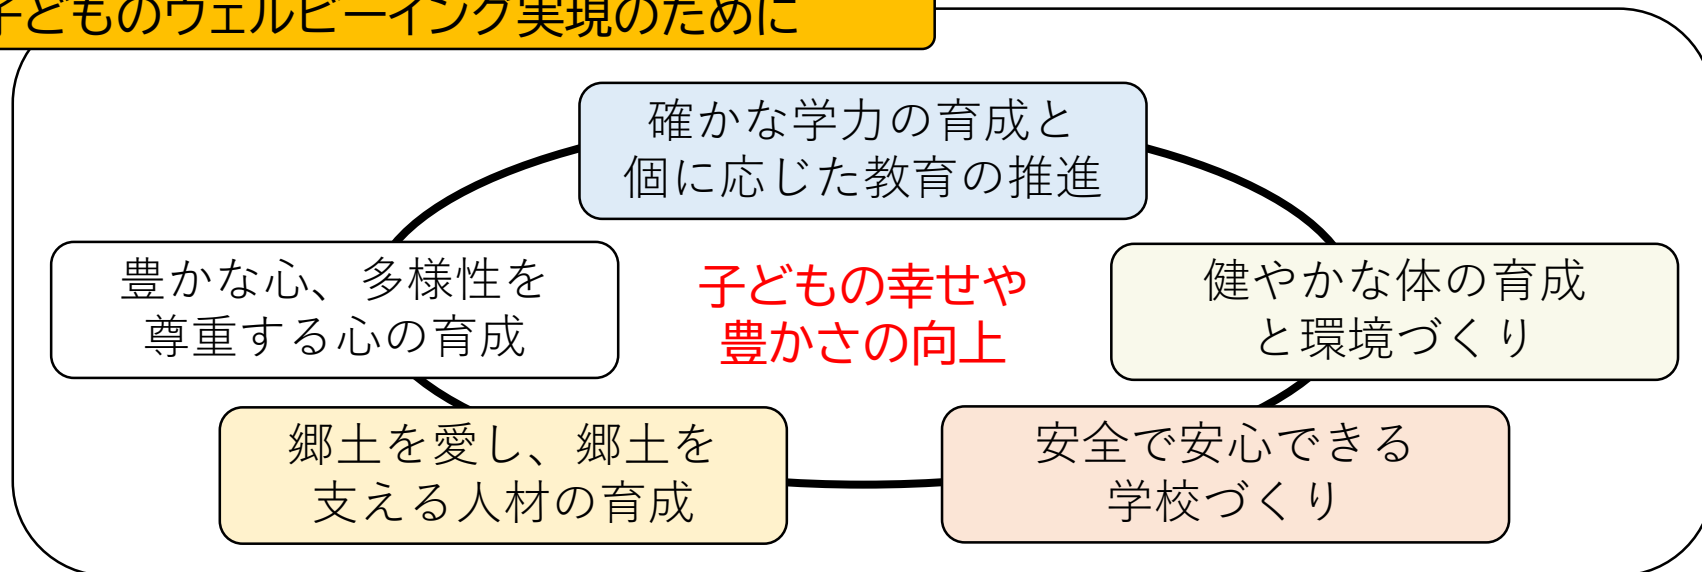 子どものウェルビーイング実現のために
確かな学力の育成と
個に応じた教育の推進
豊かな心、多様性を
尊重する心の育成
子どもの幸せや
豊かさの向上
健やかな体の育成
と環境づくり
郷土を愛し、郷土を
支える人材の育成
安全で安心できる
学校づくり